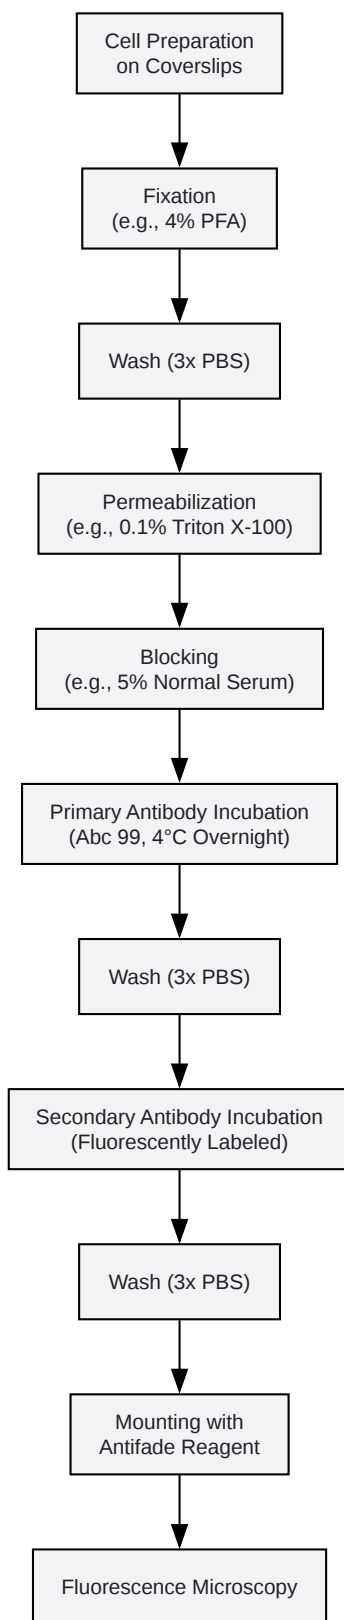 Cell Preparation
on Coverslips
Fixation
(e.g., 4% PFA)
Wash (3x PBS)
Permeabilization
(e.g., 0.1% Triton X-100)
Blocking
(e.g., 5% Normal Serum)
Primary Antibody Incubation
(Abc 99, 4°C Overnight)
Wash (3x PBS)
Secondary Antibody Incubation
(Fluorescently Labeled)
Wash (3x PBS)
Mounting with
Antifade Reagent
Fluorescence Microscopy